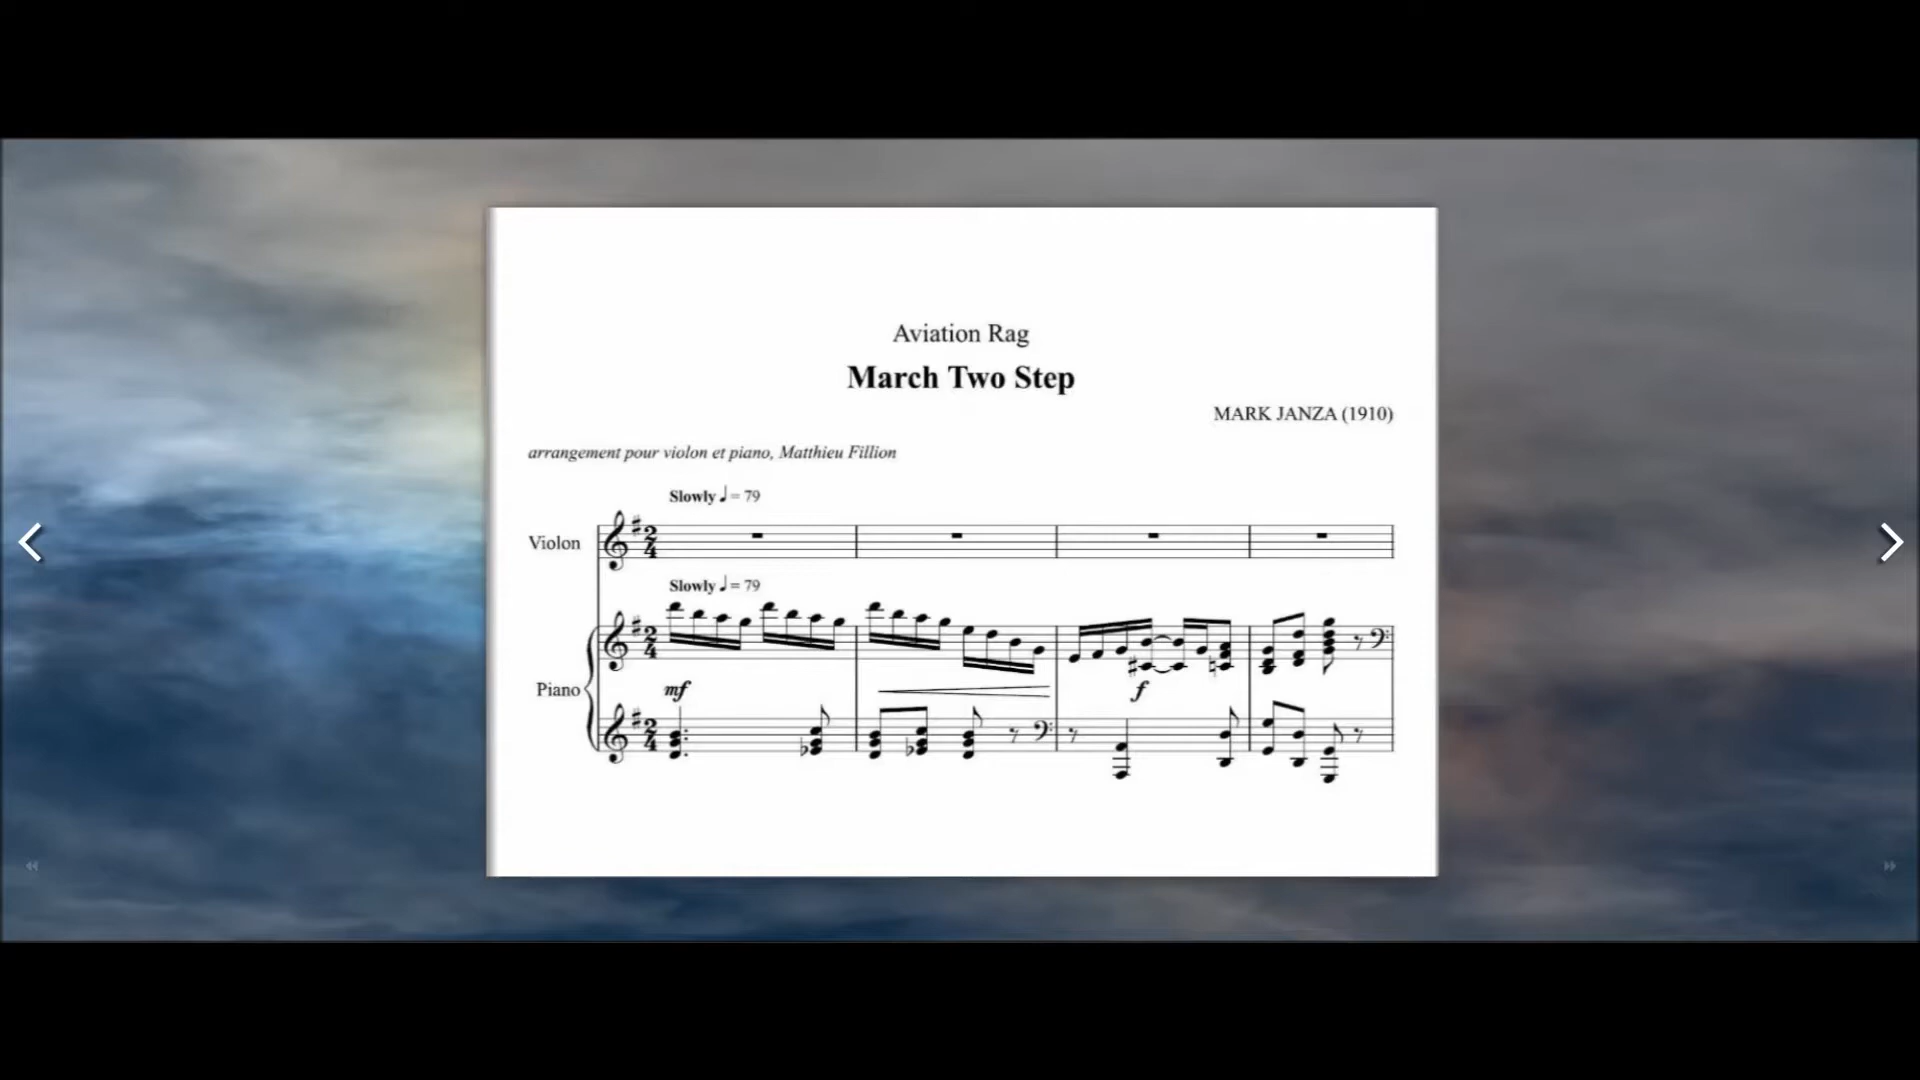 Aviation Rag
March Two Step
MARK JANZA (1910)
arrangement pour violon et piano, Matthieu Fillion
Slowly ♩ = 79
Violon
Slowly ♩ = 79
Piano
mf
f